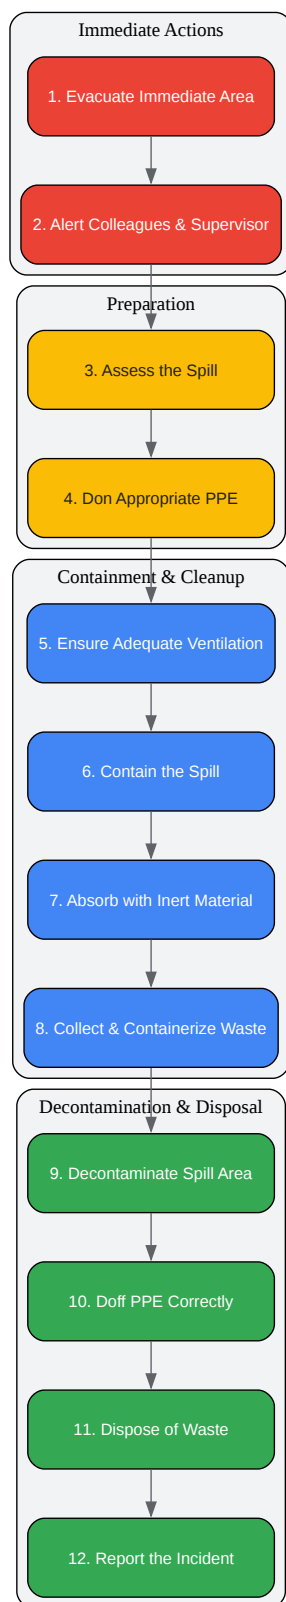 Immediate Actions
1. Evacuate Immediate Area
2. Alert Colleagues & Supervisor
Preparation
3. Assess the Spill
4. Don Appropriate PPE
Containment & Cleanup
5. Ensure Adequate Ventilation
6. Contain the Spill
7. Absorb with Inert Material
8. Collect & Containerize Waste
Decontamination & Disposal
9. Decontaminate Spill Area
10. Doff PPE Correctly
11. Dispose of Waste
12. Report the Incident